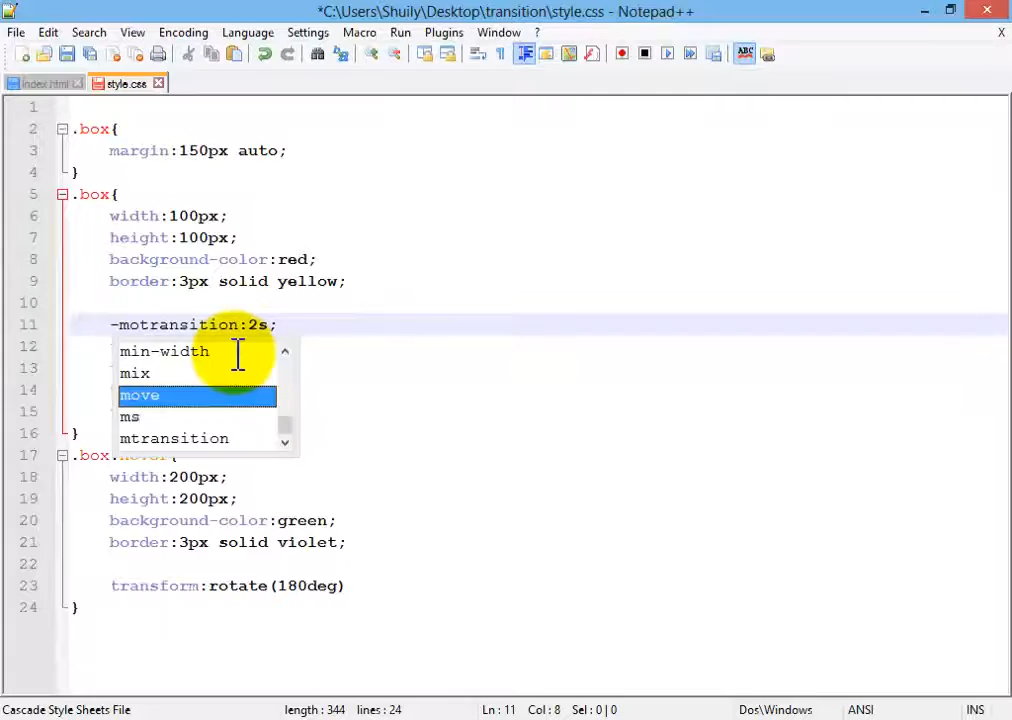 *C:\Users\Shuily\Desktop\transition\style.css - Notepad++
File Edit Search View Encoding Language Settings Macro Run Plugins Window ? X
index.html style.css
1
2 .box{
3 margin:150px auto;
4 }
5 .box{
6 width:100px;
7 height:100px;
8 background-color:red;
9 border:3px solid yellow;
10
11 -motransition:2s;
12 min-width
13 mix
14 move
15 ms
16 } mtransition
17 .box
18 width:200px;
19 height:200px;
20 background-color:green;
21 border:3px solid violet;
22
23 transform:rotate(180deg)
24 }
Cascade Style Sheets File length : 344 lines : 24 Ln : 11 Col : 8 Sel : 0 | 0 Dos\Windows ANSI INS